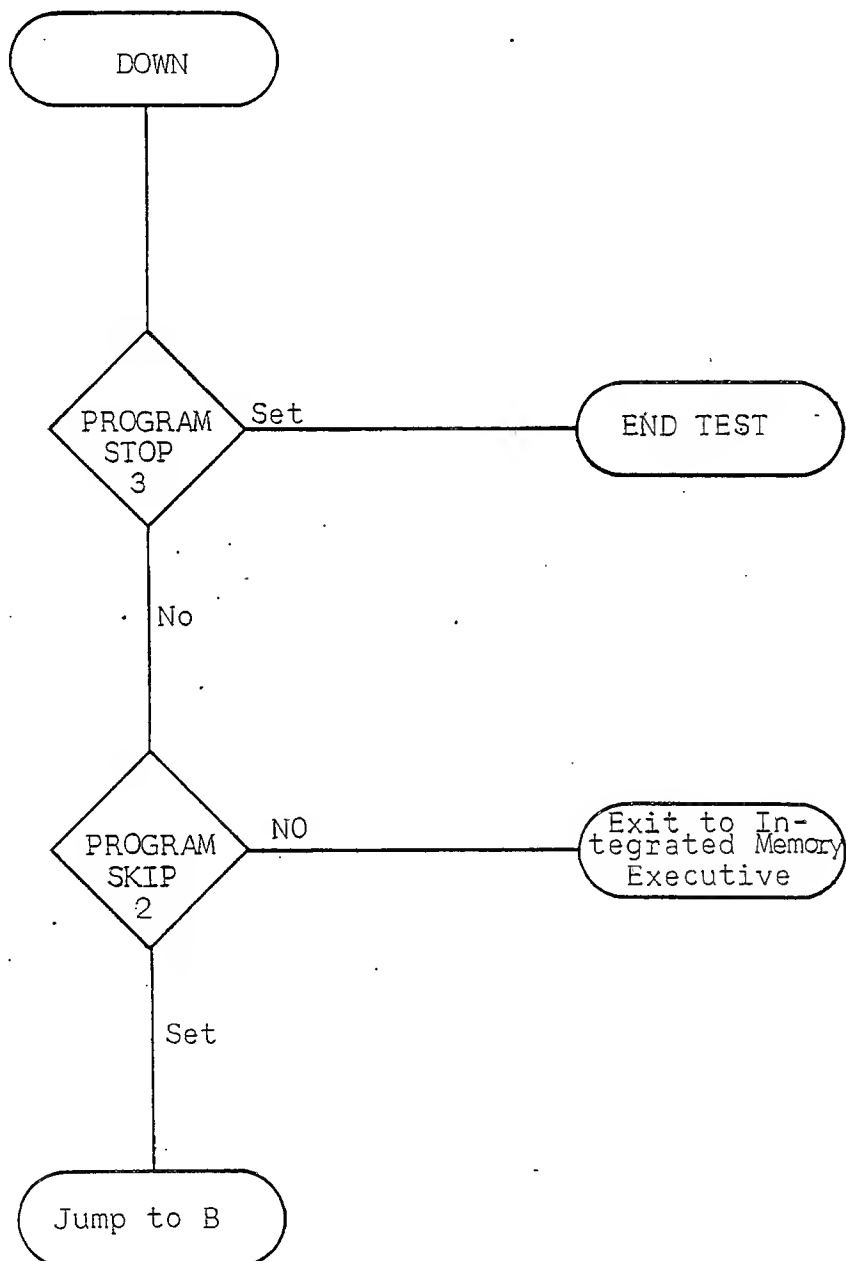 DOWN
PROGRAM
STOP
3
Set
END TEST
No
PROGRAM
SKIP
2
NO
Exit to In-
tegrated Memory
Executive
Set
Jump to B